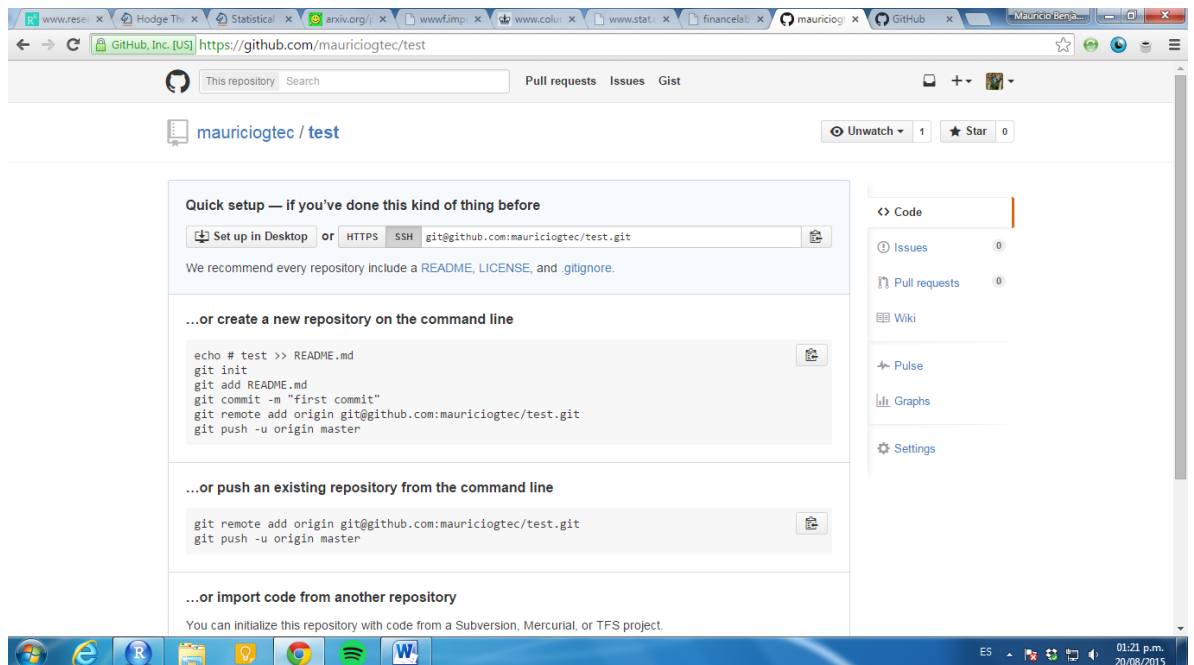 www.rese
Hodge The
Statistical
arxiv.org/p
wwwf.imp
www.colu
www.stat.
financelab
mauriciogt
GitHub
Mauricio Benja...
GitHub, Inc. [US] https://github.com/mauriciogtec/test
This repository Search Pull requests Issues Gist
mauriciogtec / test Unwatch 1 Star 0
Quick setup — if you've done this kind of thing before
Set up in Desktop or HTTPS SSH git@github.com:mauriciogtec/test.git
We recommend every repository include a README, LICENSE, and .gitignore.
…or create a new repository on the command line
echo # test >> README.md
git init
git add README.md
git commit -m "first commit"
git remote add origin git@github.com:mauriciogtec/test.git
git push -u origin master
…or push an existing repository from the command line
git remote add origin git@github.com:mauriciogtec/test.git
git push -u origin master
…or import code from another repository
You can initialize this repository with code from a Subversion, Mercurial, or TFS project.
Code
Issues 0
Pull requests 0
Wiki
Pulse
Graphs
Settings
ES
01:21 p.m.
20/08/2015